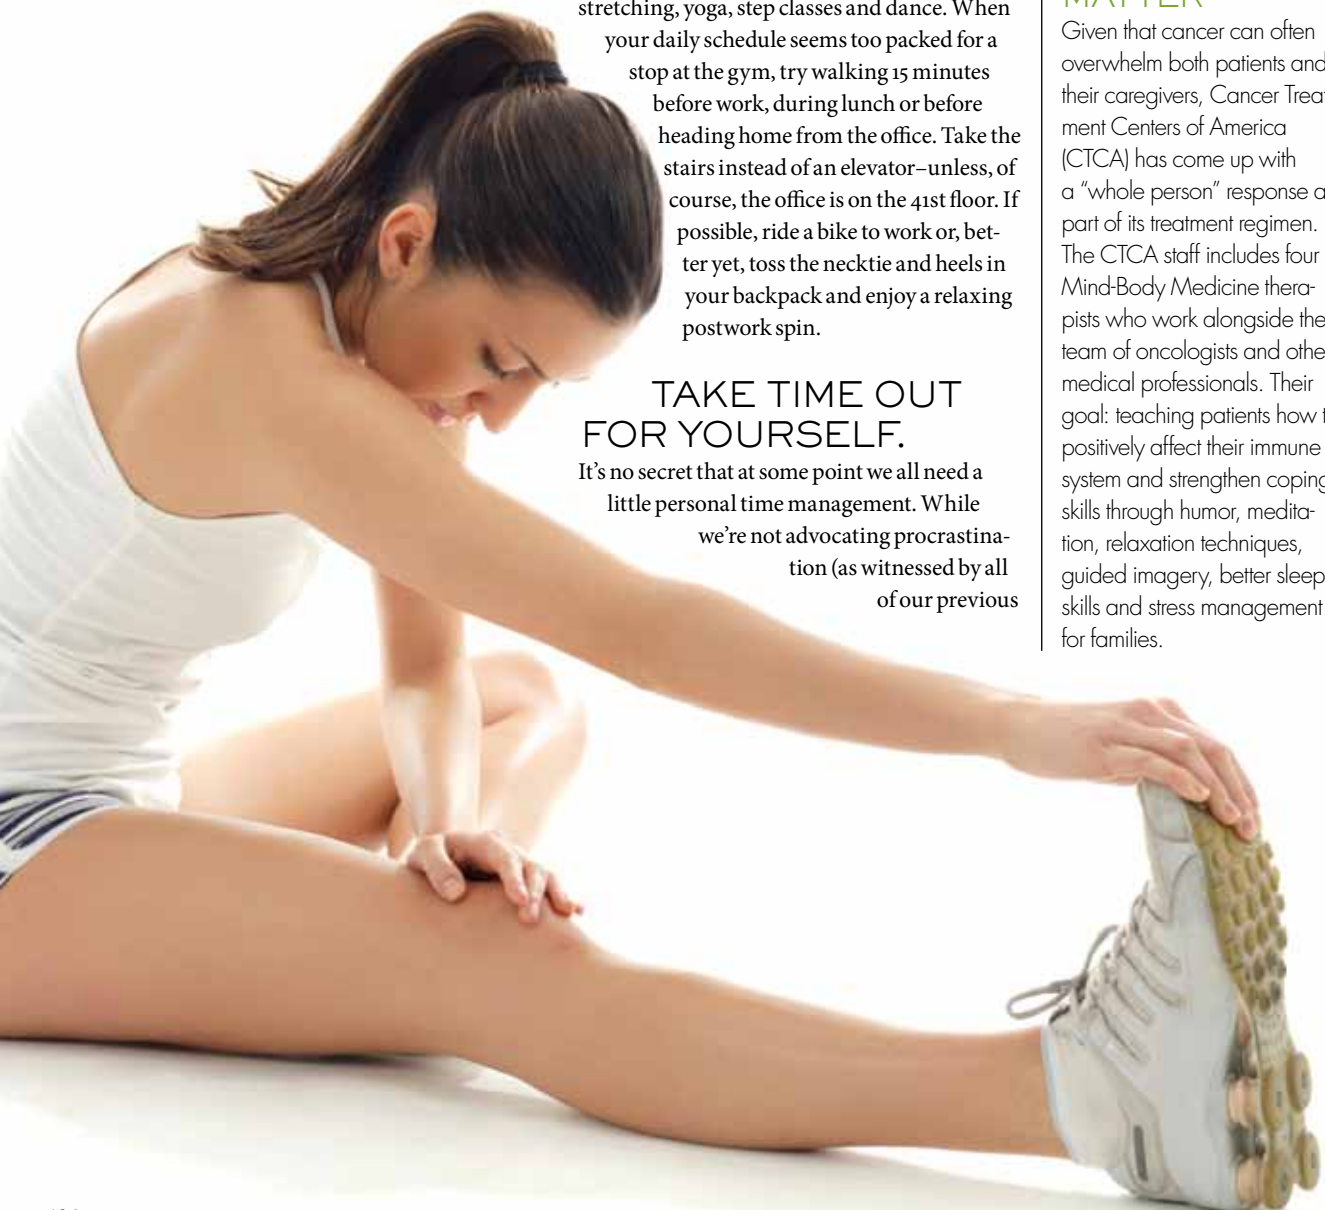 stretching, yoga, step classes and dance. When
your daily schedule seems too packed for a
stop at the gym, try walking 15 minutes
before work, during lunch or before
heading home from the office. Take the
stairs instead of an elevator–unless, of
course, the office is on the 41st floor. If
possible, ride a bike to work or, bet-
ter yet, toss the necktie and heels in
your backpack and enjoy a relaxing
postwork spin.
TAKE TIME OUT
FOR YOURSELF.
It's no secret that at some point we all need a
little personal time management. While
we're not advocating procrastina-
tion (as witnessed by all
of our previous
Given that cancer can often
overwhelm both patients and
their caregivers, Cancer Treat
ment Centers of America
(CTCA) has come up with
a “whole person” response a
part of its treatment regimen.
The CTCA staff includes four
Mind-Body Medicine thera-
pists who work alongside the
team of oncologists and othe
medical professionals. Their
goal: teaching patients how t
positively affect their immune
system and strengthen coping
skills through humor, medita-
tion, relaxation techniques,
guided imagery, better sleep
skills and stress management
for families.